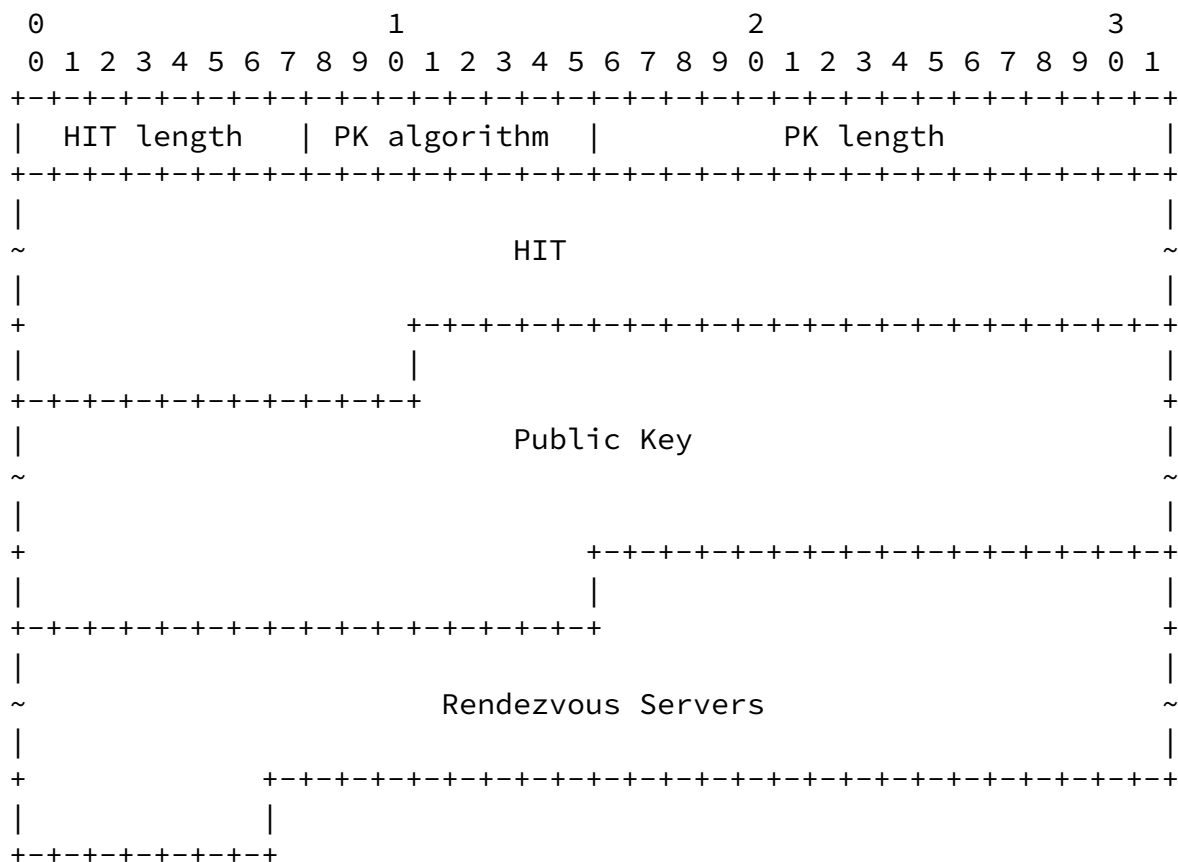 0                   1                   2                   3
 0 1 2 3 4 5 6 7 8 9 0 1 2 3 4 5 6 7 8 9 0 1 2 3 4 5 6 7 8 9 0 1
+-+-+-+-+-+-+-+-+-+-+-+-+-+-+-+-+-+-+-+-+-+-+-+-+-+-+-+-+-+-+-+-+
|  HIT length   | PK algorithm  |          PK length            |
+-+-+-+-+-+-+-+-+-+-+-+-+-+-+-+-+-+-+-+-+-+-+-+-+-+-+-+-+-+-+-+-+
|                                                               |
~                           HIT                                 ~
|                                                               |
+                     +-+-+-+-+-+-+-+-+-+-+-+-+-+-+-+-+-+-+-+-+-+
|                     |                                         |
+-+-+-+-+-+-+-+-+-+-+-+                                         +
|                           Public Key                          |
~                                                               ~
|                                                               |
+                               +-+-+-+-+-+-+-+-+-+-+-+-+-+-+-+-+
|                               |                               |
+-+-+-+-+-+-+-+-+-+-+-+-+-+-+-+-+                               +
|                                                               |
~                       Rendezvous Servers                      ~
|                                                               |
+             +-+-+-+-+-+-+-+-+-+-+-+-+-+-+-+-+-+-+-+-+-+-+-+-+-+
|             |
+-+-+-+-+-+-+-+